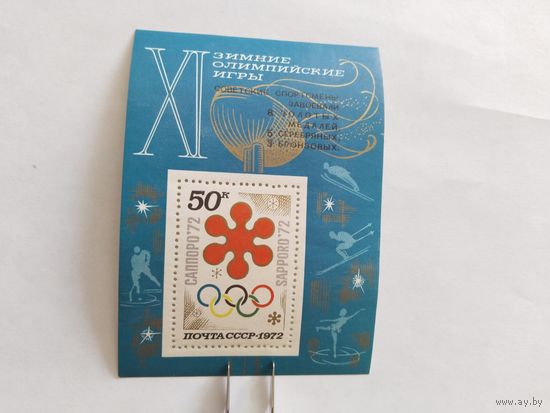 XI
ЗИМНИЕ
ОЛИМПИЙСКИЕ
ИГРЫ
СОВЕТСКИЕ СПОРТСМЕНЫ
ЗАВОЕВАЛИ
8 ЗОЛОТЫХ
МЕДАЛЕЙ,
5 СЕРЕБРЯНЫХ,
3 БРОНЗОВЫХ.
50К
САППОРО'72
SAPPORO'72
ПОЧТА СССР·1972
www.ay.by